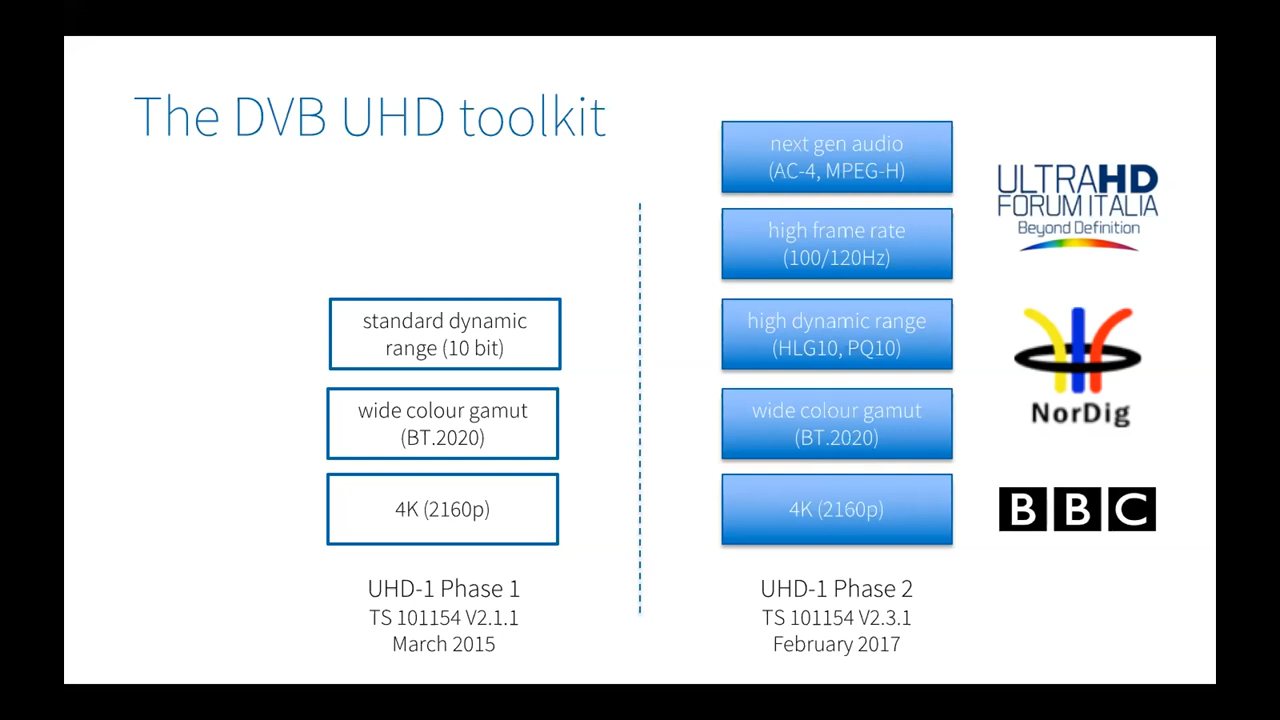 The DVB UHD toolkit
standard dynamic
range (10 bit)
wide colour gamut
(BT.2020)
4K (2160p)
UHD-1 Phase 1
TS 101154 V2.1.1
March 2015
next gen audio
(AC-4, MPEG-H)
high frame rate
(100/120Hz)
high dynamic range
(HLG10, PQ10)
wide colour gamut
(BT.2020)
4K (2160p)
UHD-1 Phase 2
TS 101154 V2.3.1
February 2017
ULTRAHD
FORUMITALIA
Beyond Definition
NorDig
BBC